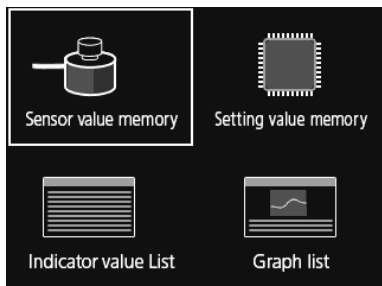 Sensor value memory
Setting value memory
Indicator value List
Graph list